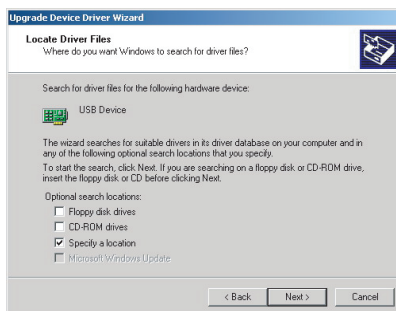 Upgrade Device Driver Wizard
Locate Driver Files
Where do you want Windows to search for driver files?
Search for driver files for the following hardware device:
USB Device
The wizard searches for suitable drivers in its driver database on your computer and in
any of the following optional search locations that you specify.
To start the search, click Next. If you are searching on a floppy disk or CD-ROM drive,
insert the floppy disk or CD before clicking Next.
Optional search locations:
Floppy disk drives
CD-ROM drives
Specify a location
Microsoft Windows Update
< Back Next > Cancel